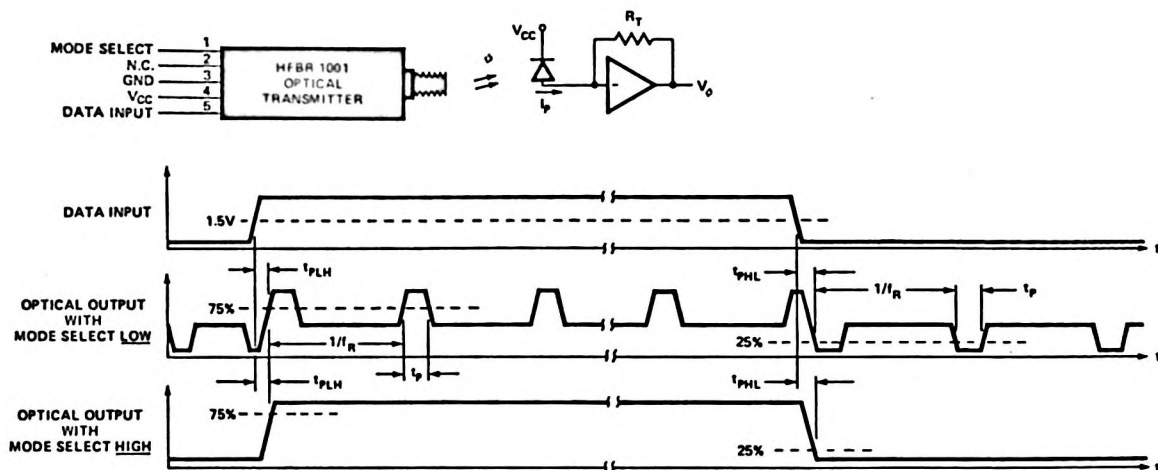 MODE SELECT 1
N.C. 2
GND 3
VCC 4
DATA INPUT 5
HFBR 1001
OPTICAL
TRANSMITTER
VCC
IP
RT
VO
DATA INPUT
1.5V
t
tPLH
tPHL
1/fR
tP
OPTICAL OUTPUT
WITH
MODE SELECT LOW
75%
1/fR
tP
25%
t
tPLH
tPHL
OPTICAL OUTPUT
WITH
MODE SELECT HIGH
75%
25%
t